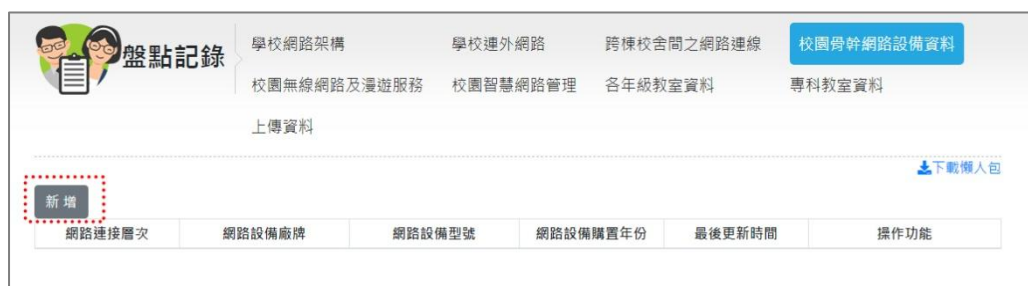 盤點記錄
學校網路架構 學校連外網路 跨棟校舍間之網路連線 校園骨幹網路設備資料
校園無線網路及漫遊服務 校園智慧網路管理 各年級教室資料 專科教室資料
上傳資料
下載懶人包
新增
網路連接層次 網路設備廠牌 網路設備型號 網路設備購置年份 最後更新時間 操作功能